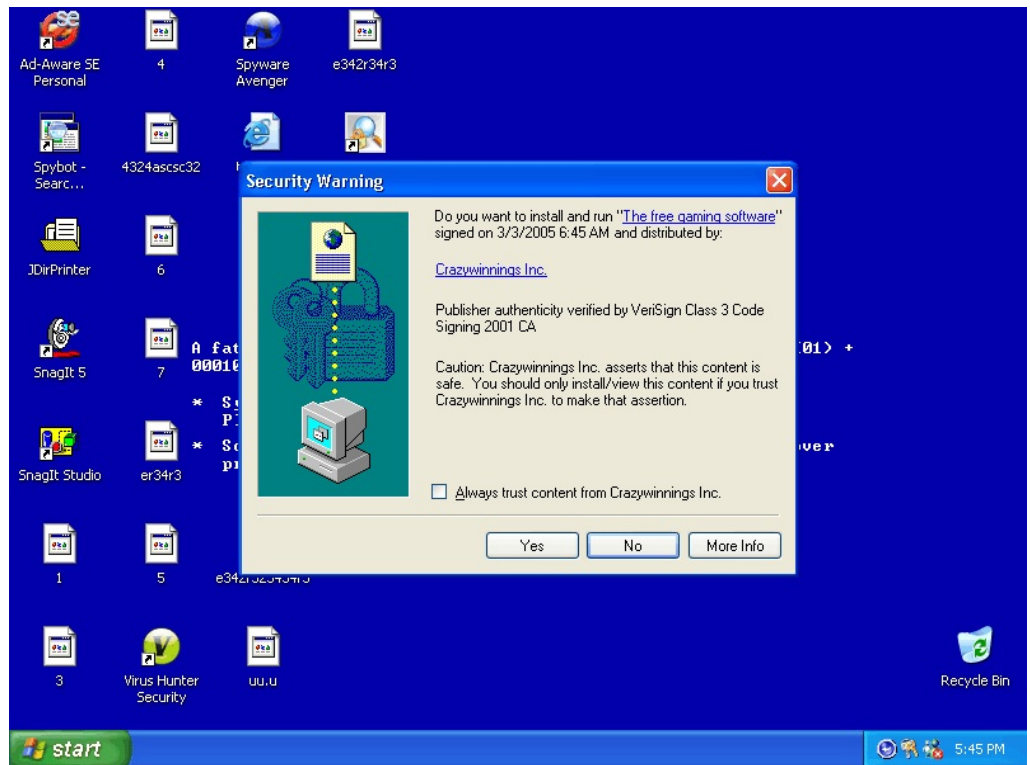 Ad-Aware SE
Personal
4
Spyware
Avenger
e342r34r3
Spybot -
Searc...
4324ascsc32
JDirPrinter
6
SnagIt 5
7
SnagIt Studio
er34r3
1
5
3
Virus Hunter
Security
uu.u
Recycle Bin
A fat
:01) +
00010
*
*
over
Security Warning
Do you want to install and run "The free gaming software"
signed on 3/3/2005 6:45 AM and distributed by:
Crazywinnings Inc.
Publisher authenticity verified by VeriSign Class 3 Code
Signing 2001 CA
Caution: Crazywinnings Inc. asserts that this content is
safe. You should only install/view this content if you trust
Crazywinnings Inc. to make that assertion.
Always trust content from Crazywinnings Inc.
Yes
No
More Info
start
5:45 PM